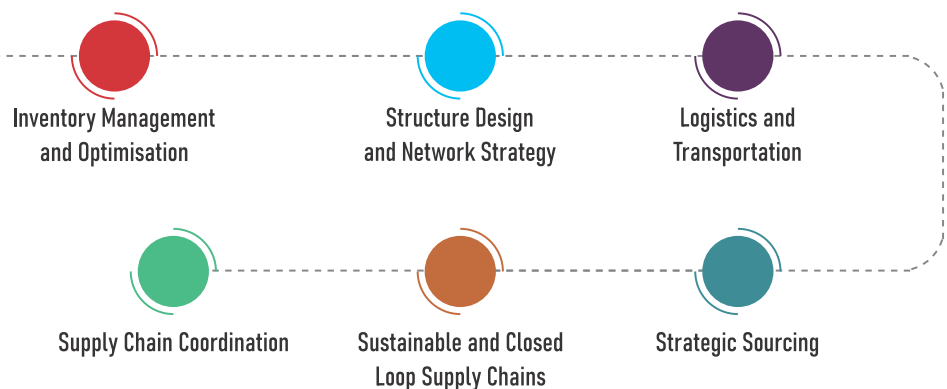 Inventory Management
and Optimisation
Structure Design
and Network Strategy
Logistics and
Transportation
Supply Chain Coordination
Sustainable and Closed
Loop Supply Chains
Strategic Sourcing